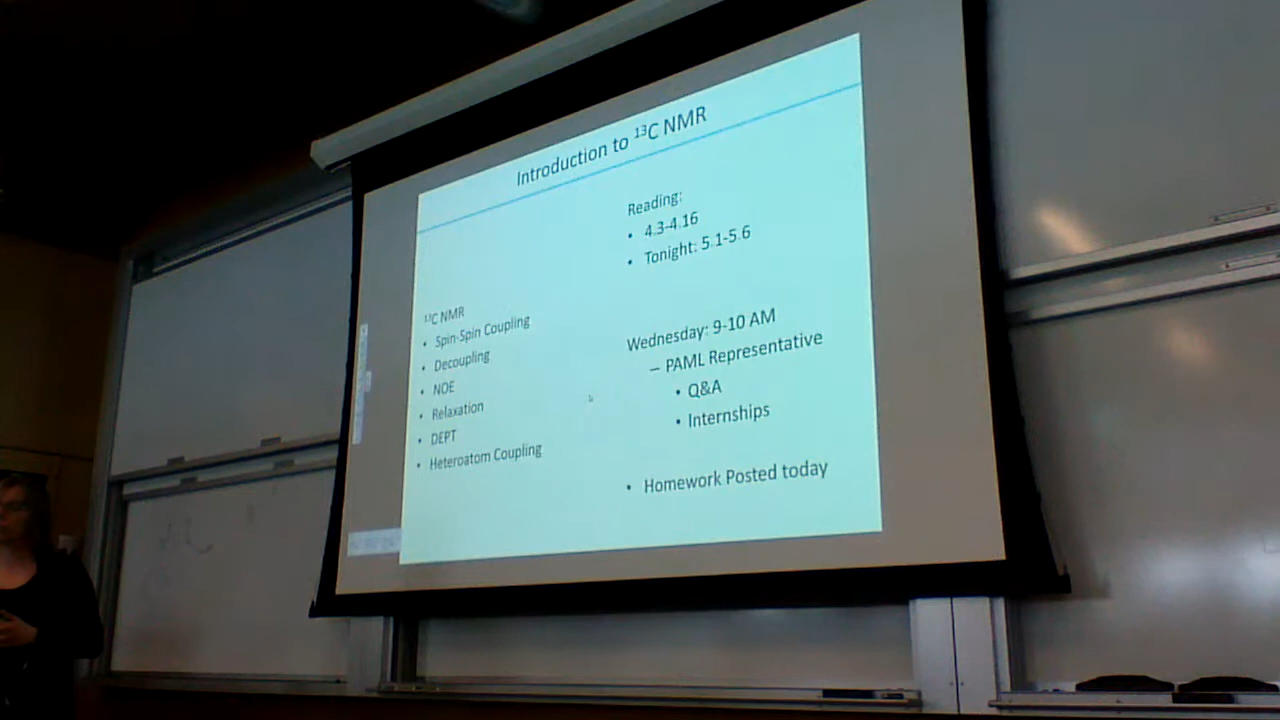 Introduction to ¹³C NMR
Reading:
• 4.3-4.16
• Tonight: 5.1-5.6
¹³C NMR
• Spin-Spin Coupling
• Decoupling
• NOE
• Relaxation
• DEPT
• Heteroatom Coupling
Wednesday: 9-10 AM
– PAML Representative
• Q&A
• Internships
• Homework Posted today